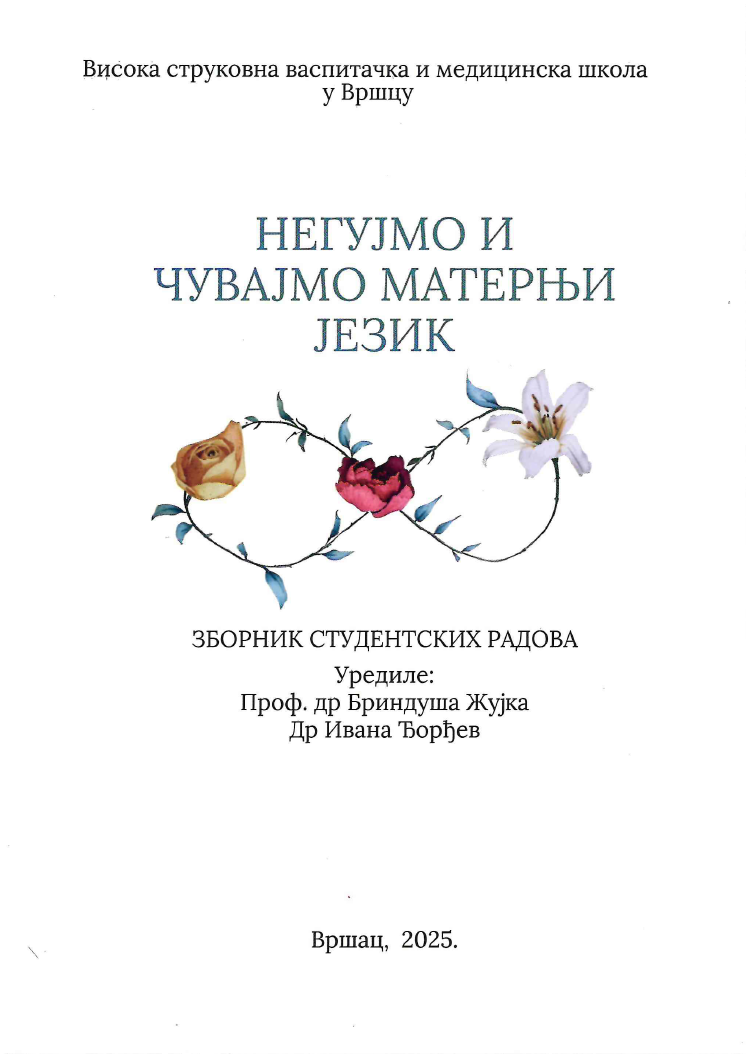 Висока струковна васпитачка и медицинска школа
у Вршцу
НЕГУЈМО И
ЧУВАЈМО МАТЕРЊИ
ЈЕЗИК
ЗБОРНИК СТУДЕНТСКИХ РАДОВА
Уредиле:
Проф. др Бриндуша Жујка
Др Ивана Ђорђев
Вршац, 2025.